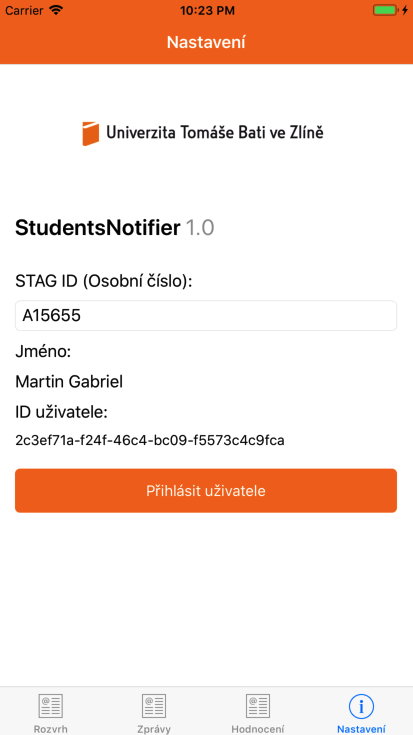 Carrier 10:23 PM
Nastavení
Univerzita Tomáše Bati ve Zlíně
StudentsNotifier 1.0
STAG ID (Osobní číslo):
A15655
Jméno:
Martin Gabriel
ID uživatele:
2c3ef71a-f24f-46c4-bc09-f5573c4c9fca
Přihlásit uživatele
Rozvrh Zprávy Hodnocení Nastavení